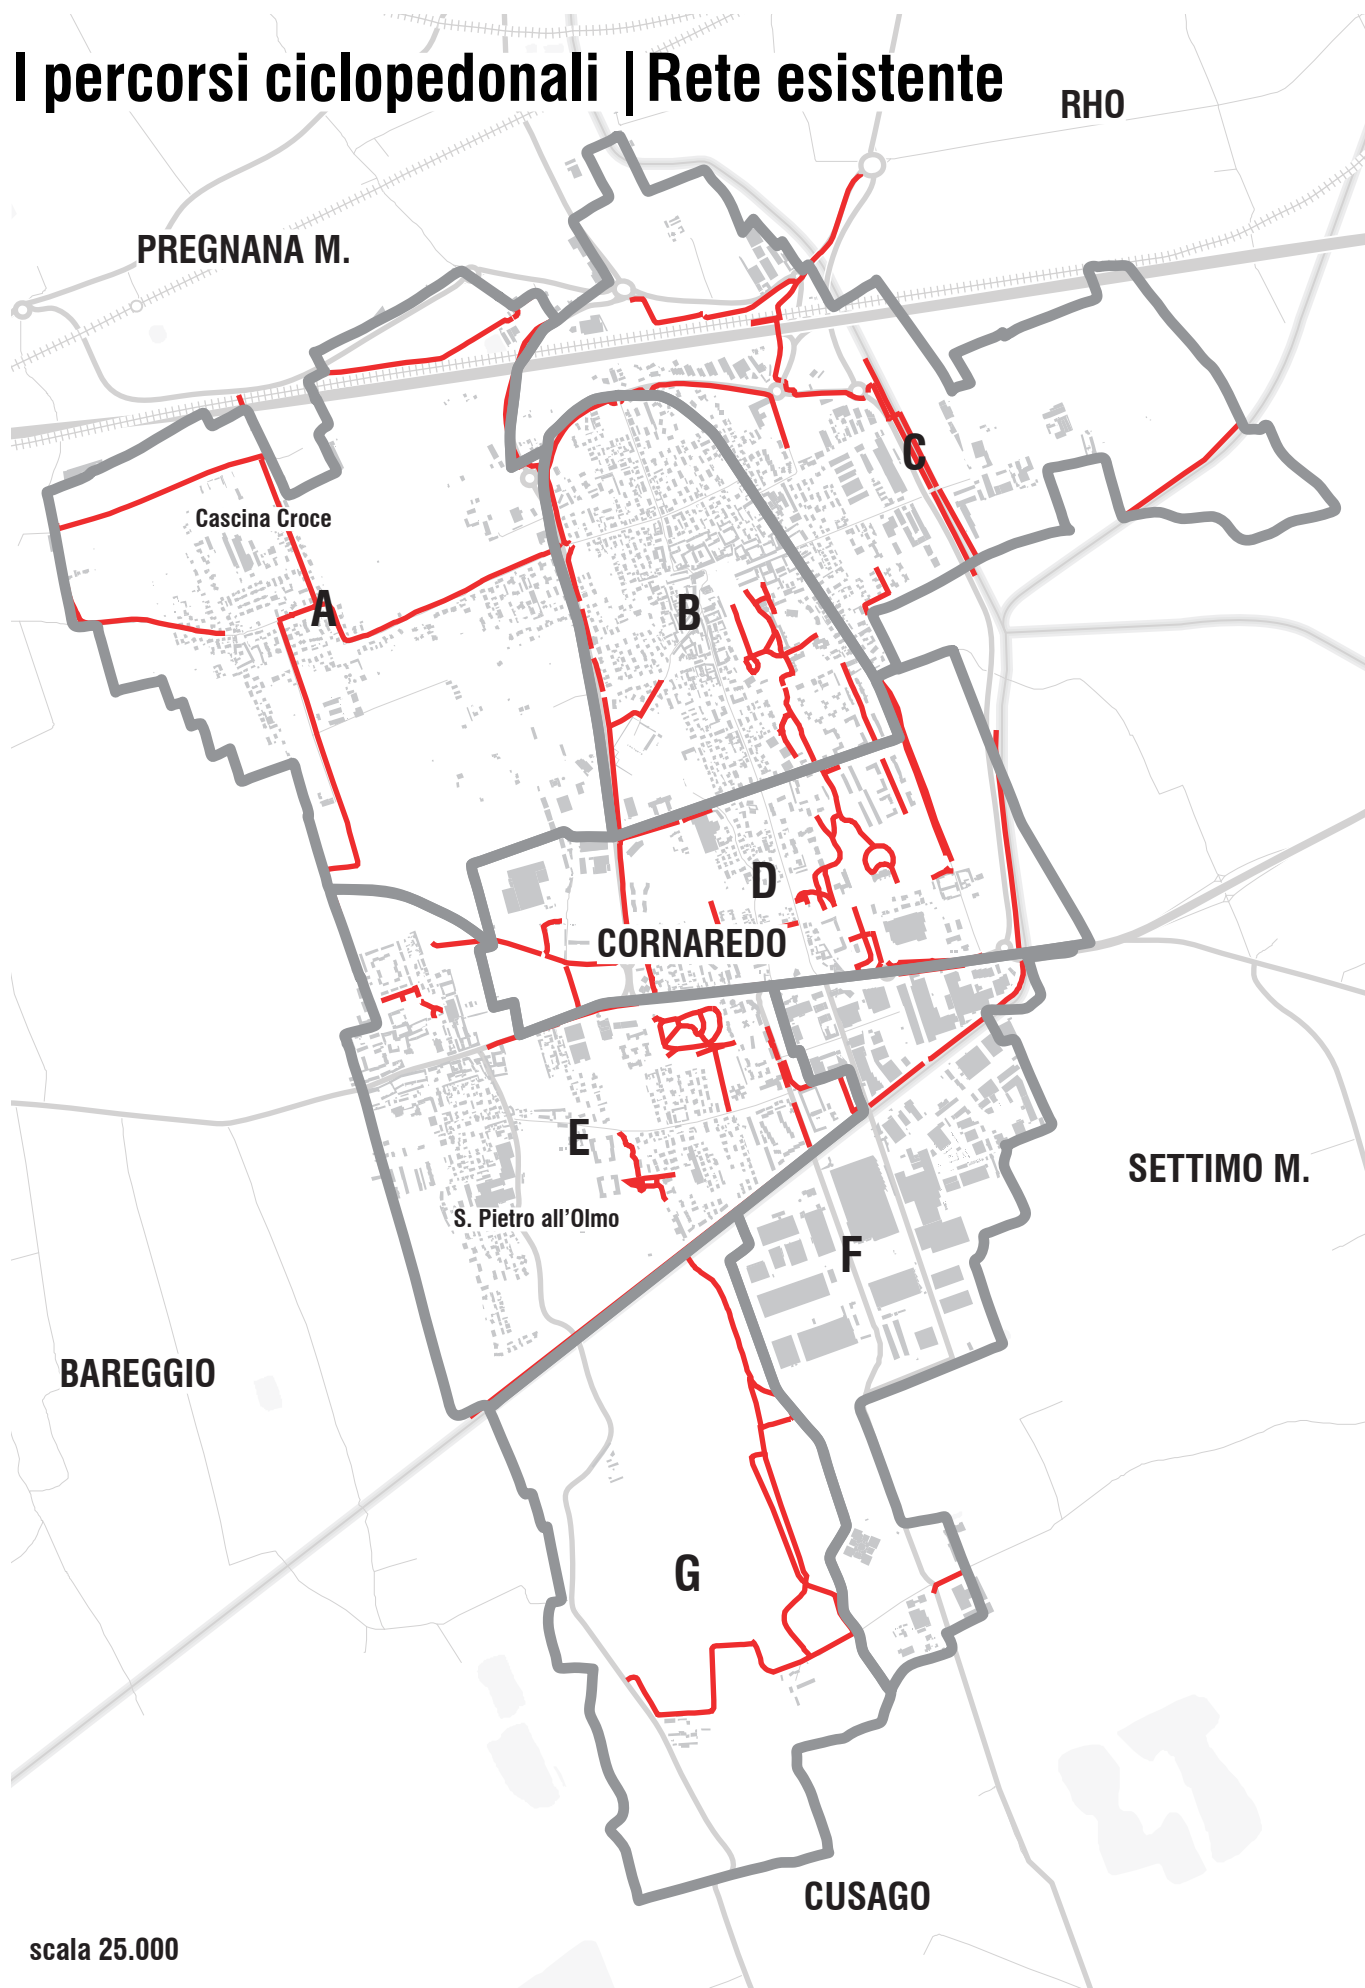 I percorsi ciclopedonali | Rete esistente
RHO
PREGNANA M.
C
Cascina Croce
A
B
D
CORNAREDO
E
SETTIMO M.
S. Pietro all'Olmo
F
BAREGGIO
G
CUSAGO
scala 25.000